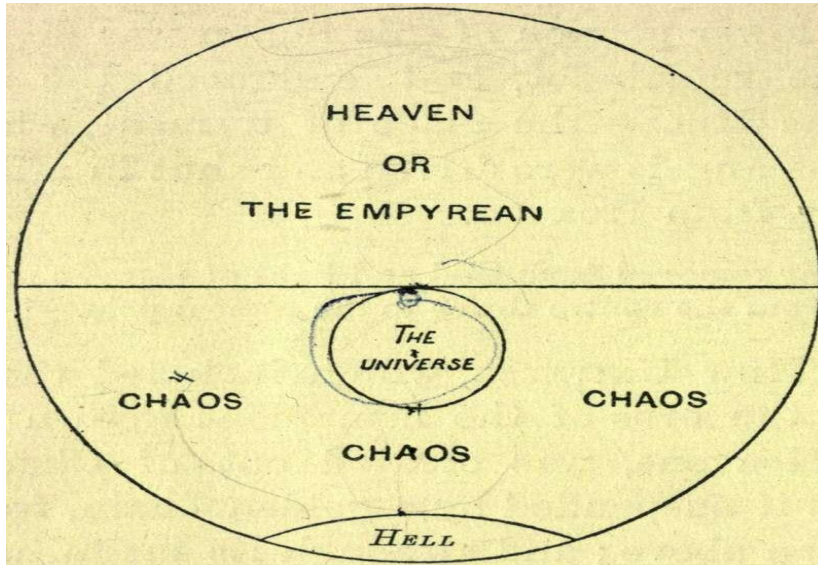 HEAVEN
OR
THE EMPYREAN
THE
UNIVERSE
CHAOS
CHAOS
CHAOS
HELL